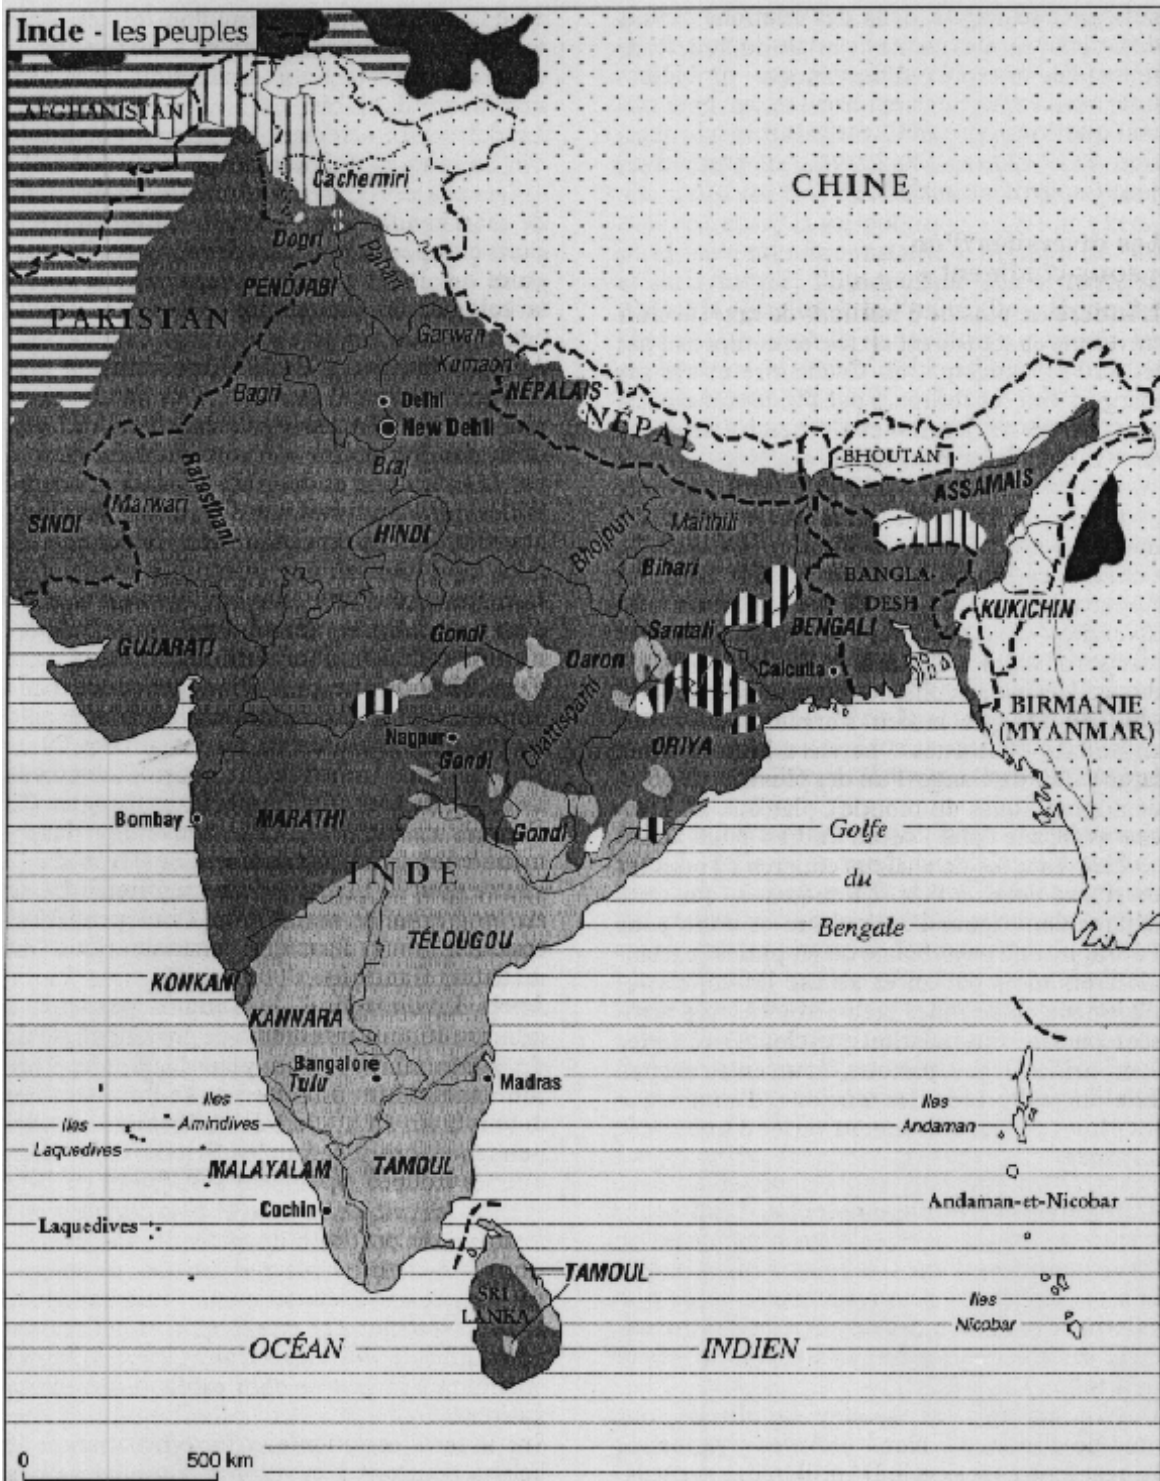 Inde - les peuples
AFGHANISTAN
CHINE
Cachemiri
Dogri
Pahari
PENDJABI
PAKISTAN
Garwari
Kumaoni
Bagri
Delhi
New Delhi
NÉPALAIS
NÉPAL
BHOUTAN
ASSAMAIS
Braj
Rajasthani
Marwari
SINDI
HINDI
Bhojpuri
Maithili
Bihari
BANGLA-
DESH
KUKICHIN
GUJARATI
Gondi
Santali
BENGALI
Oaron
Calcutta
BIRMANIE
(MYANMAR)
Chattisgarhi
Nagpur
Gondi
ORIYA
Bombay
MARATHI
Gondi
Golfe
du
Bengale
INDE
TÉLOUGOU
KONKANI
KANNARA
Bangalore
Tulu
Madras
Iles
Amindives
Iles
Laquedives
Iles
Andaman
MALAYALAM
TAMOUL
Cochin
Laquedives
Andaman-et-Nicobar
TAMOUL
SRI
LANKA
Iles
Nicobar
OCÉAN
INDIEN
0 500 km